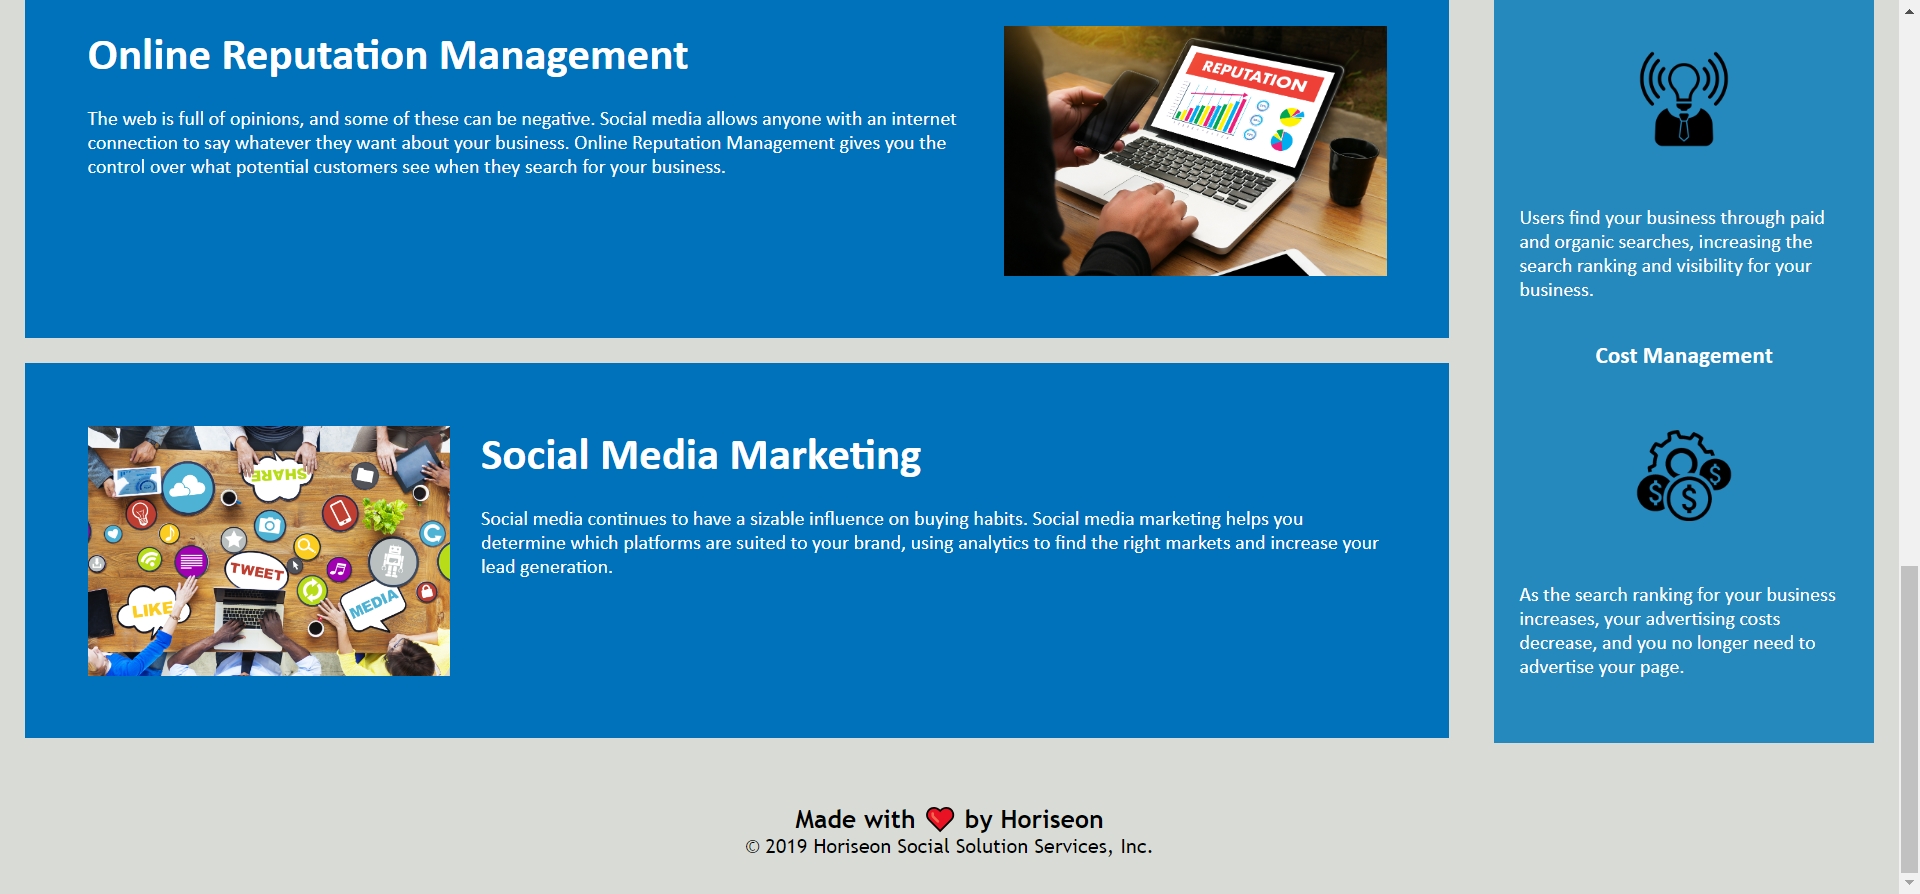 Online Reputation Management
The web is full of opinions, and some of these can be negative. Social media allows anyone with an internet
connection to say whatever they want about your business. Online Reputation Management gives you the
control over what potential customers see when they search for your business.
REPUTATION
Social Media Marketing
Social media continues to have a sizable influence on buying habits. Social media marketing helps you
determine which platforms are suited to your brand, using analytics to find the right markets and increase your
lead generation.
SHARE
TWEET
LIKE
MEDIA
Users find your business through paid
and organic searches, increasing the
search ranking and visibility for your
business.
Cost Management
$ $ $
As the search ranking for your business
increases, your advertising costs
decrease, and you no longer need to
advertise your page.
Made with ❤ by Horiseon
© 2019 Horiseon Social Solution Services, Inc.